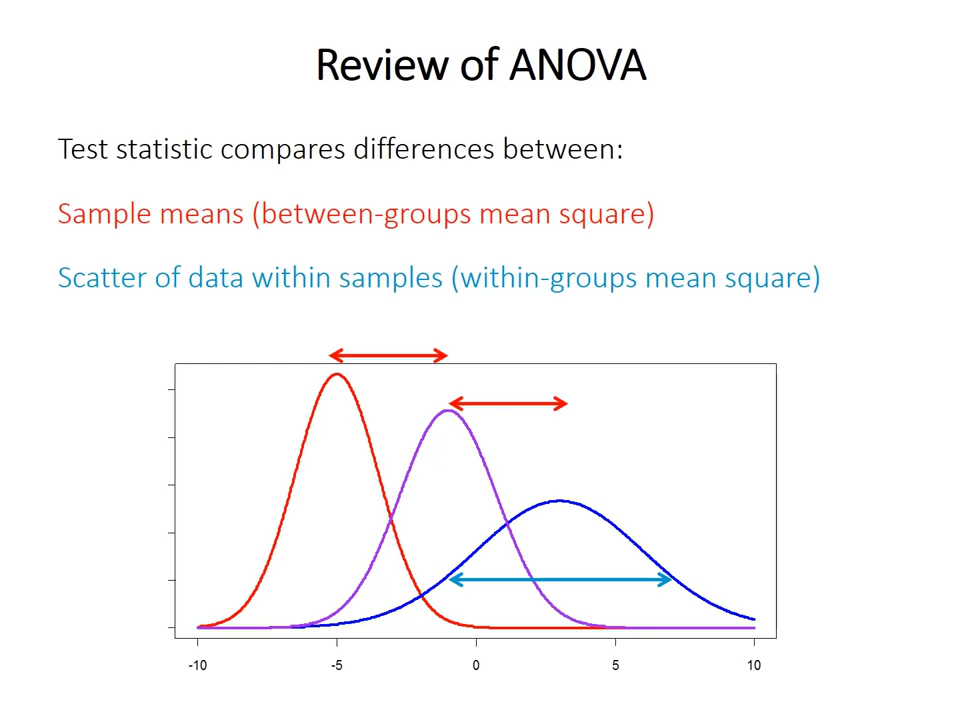 Review of ANOVA
Test statistic compares differences between:
Sample means (between-groups mean square)
Scatter of data within samples (within-groups mean square)
-10 -5 0 5 10